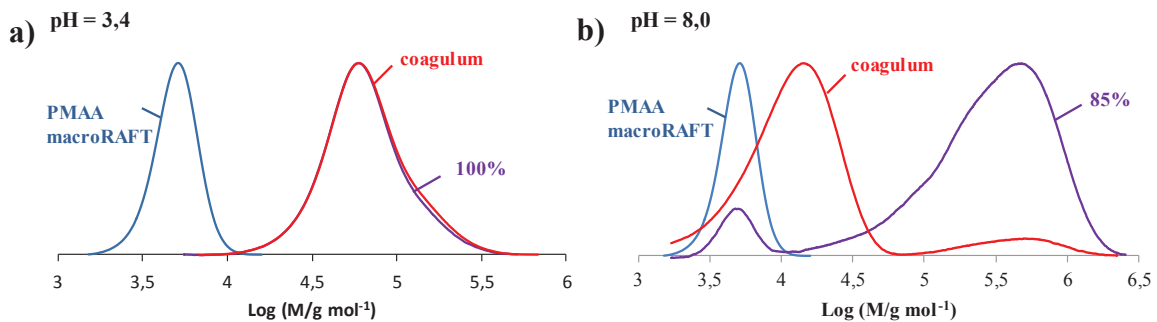 a) pH = 3,4
coagulum
PMAA
macroRAFT
100%
3 3,5 4 4,5 5 5,5 6
Log (M/g mol⁻¹)
b) pH = 8,0
coagulum
PMAA
macroRAFT
85%
3 3,5 4 4,5 5 5,5 6 6,5
Log (M/g mol⁻¹)